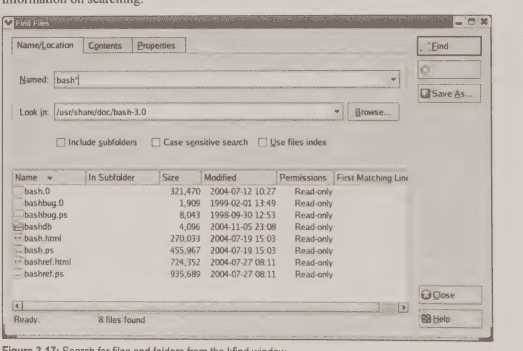 information on searching.
Find Files
Name/Location Contents Properties
Find
Named: bash*
Save As...
Look in: /usr/share/doc/bash-3.0 Browse...
Include subfolders Case sensitive search Use files index
Name In Subfolder Size Modified Permissions First Matching Line
bash.0 321,470 2004-07-12 10:27 Read-only
bashbug.0 1,909 1999-02-01 13:49 Read-only
bashbug.ps 8,043 1998-09-30 12:53 Read-only
bashdb 4,096 2004-11-05 23:08 Read-only
bash.html 270,033 2004-07-19 15:03 Read-only
bash.ps 455,967 2004-07-19 15:03 Read-only
bashref.html 724,352 2004-07-27 08:11 Read-only
bashref.ps 935,689 2004-07-27 08:11 Read-only
Close
Ready. 8 files found
Help
Figure 3-17: Search for files and folders from the kfind window.